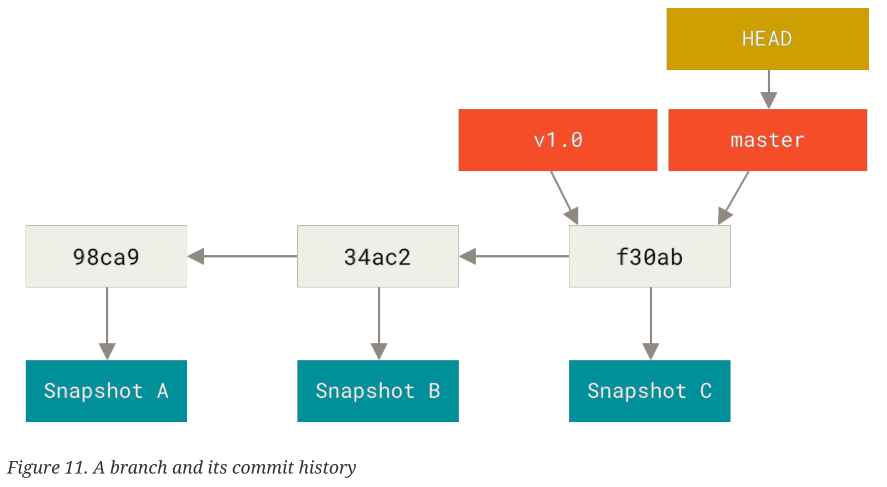 HEAD
v1.0 master
98ca9 34ac2 f30ab
Snapshot A Snapshot B Snapshot C
Figure 11. A branch and its commit history